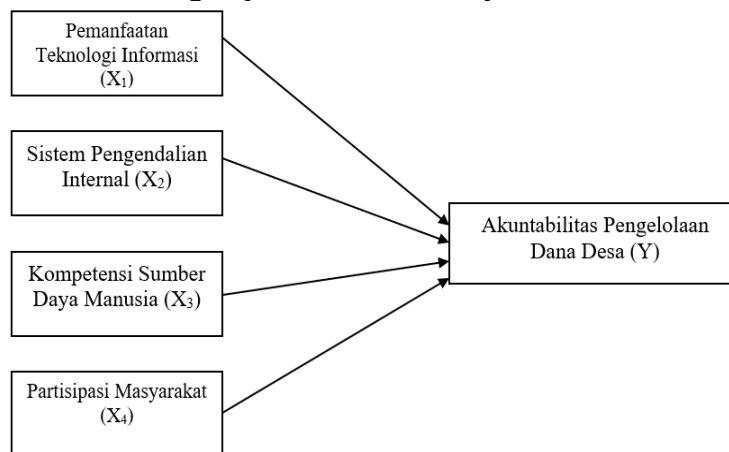 Pemanfaatan
Teknologi Informasi
(X₁)
Sistem Pengendalian
Internal (X₂)
Kompetensi Sumber
Daya Manusia (X₃)
Partisipasi Masyarakat
(X₄)
Akuntabilitas Pengelolaan
Dana Desa (Y)